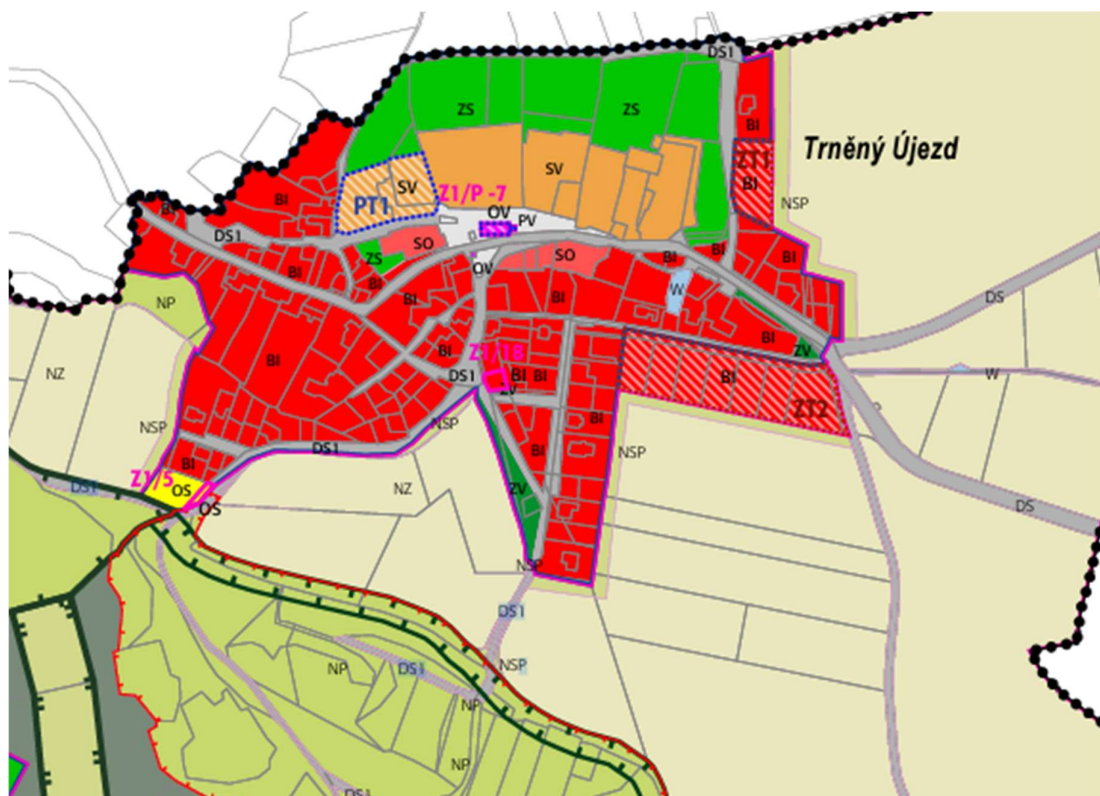 DS1
ZS
ZS
BI
Trněný Újezd
ZT1
BI
SV
SV
Z1/P -7
PT1
BI
NSP
BI
OV
PV
DS1
SO
ZS
SO
OV
BI
BI
BI
BI
BI
BI
W
BI
DS
NP
BI
BI
ZV
Z1/18
BI
NZ
DS1
BI
BI
ZV
BI
W
ZT2
BI
NSP
NSP
DS1
BI
NSP
BI
Z1/5
DS1
OS
NZ
ZV
OS
DS
NSP
DS1
NP
DS1
NSP
NP
NP
DS1